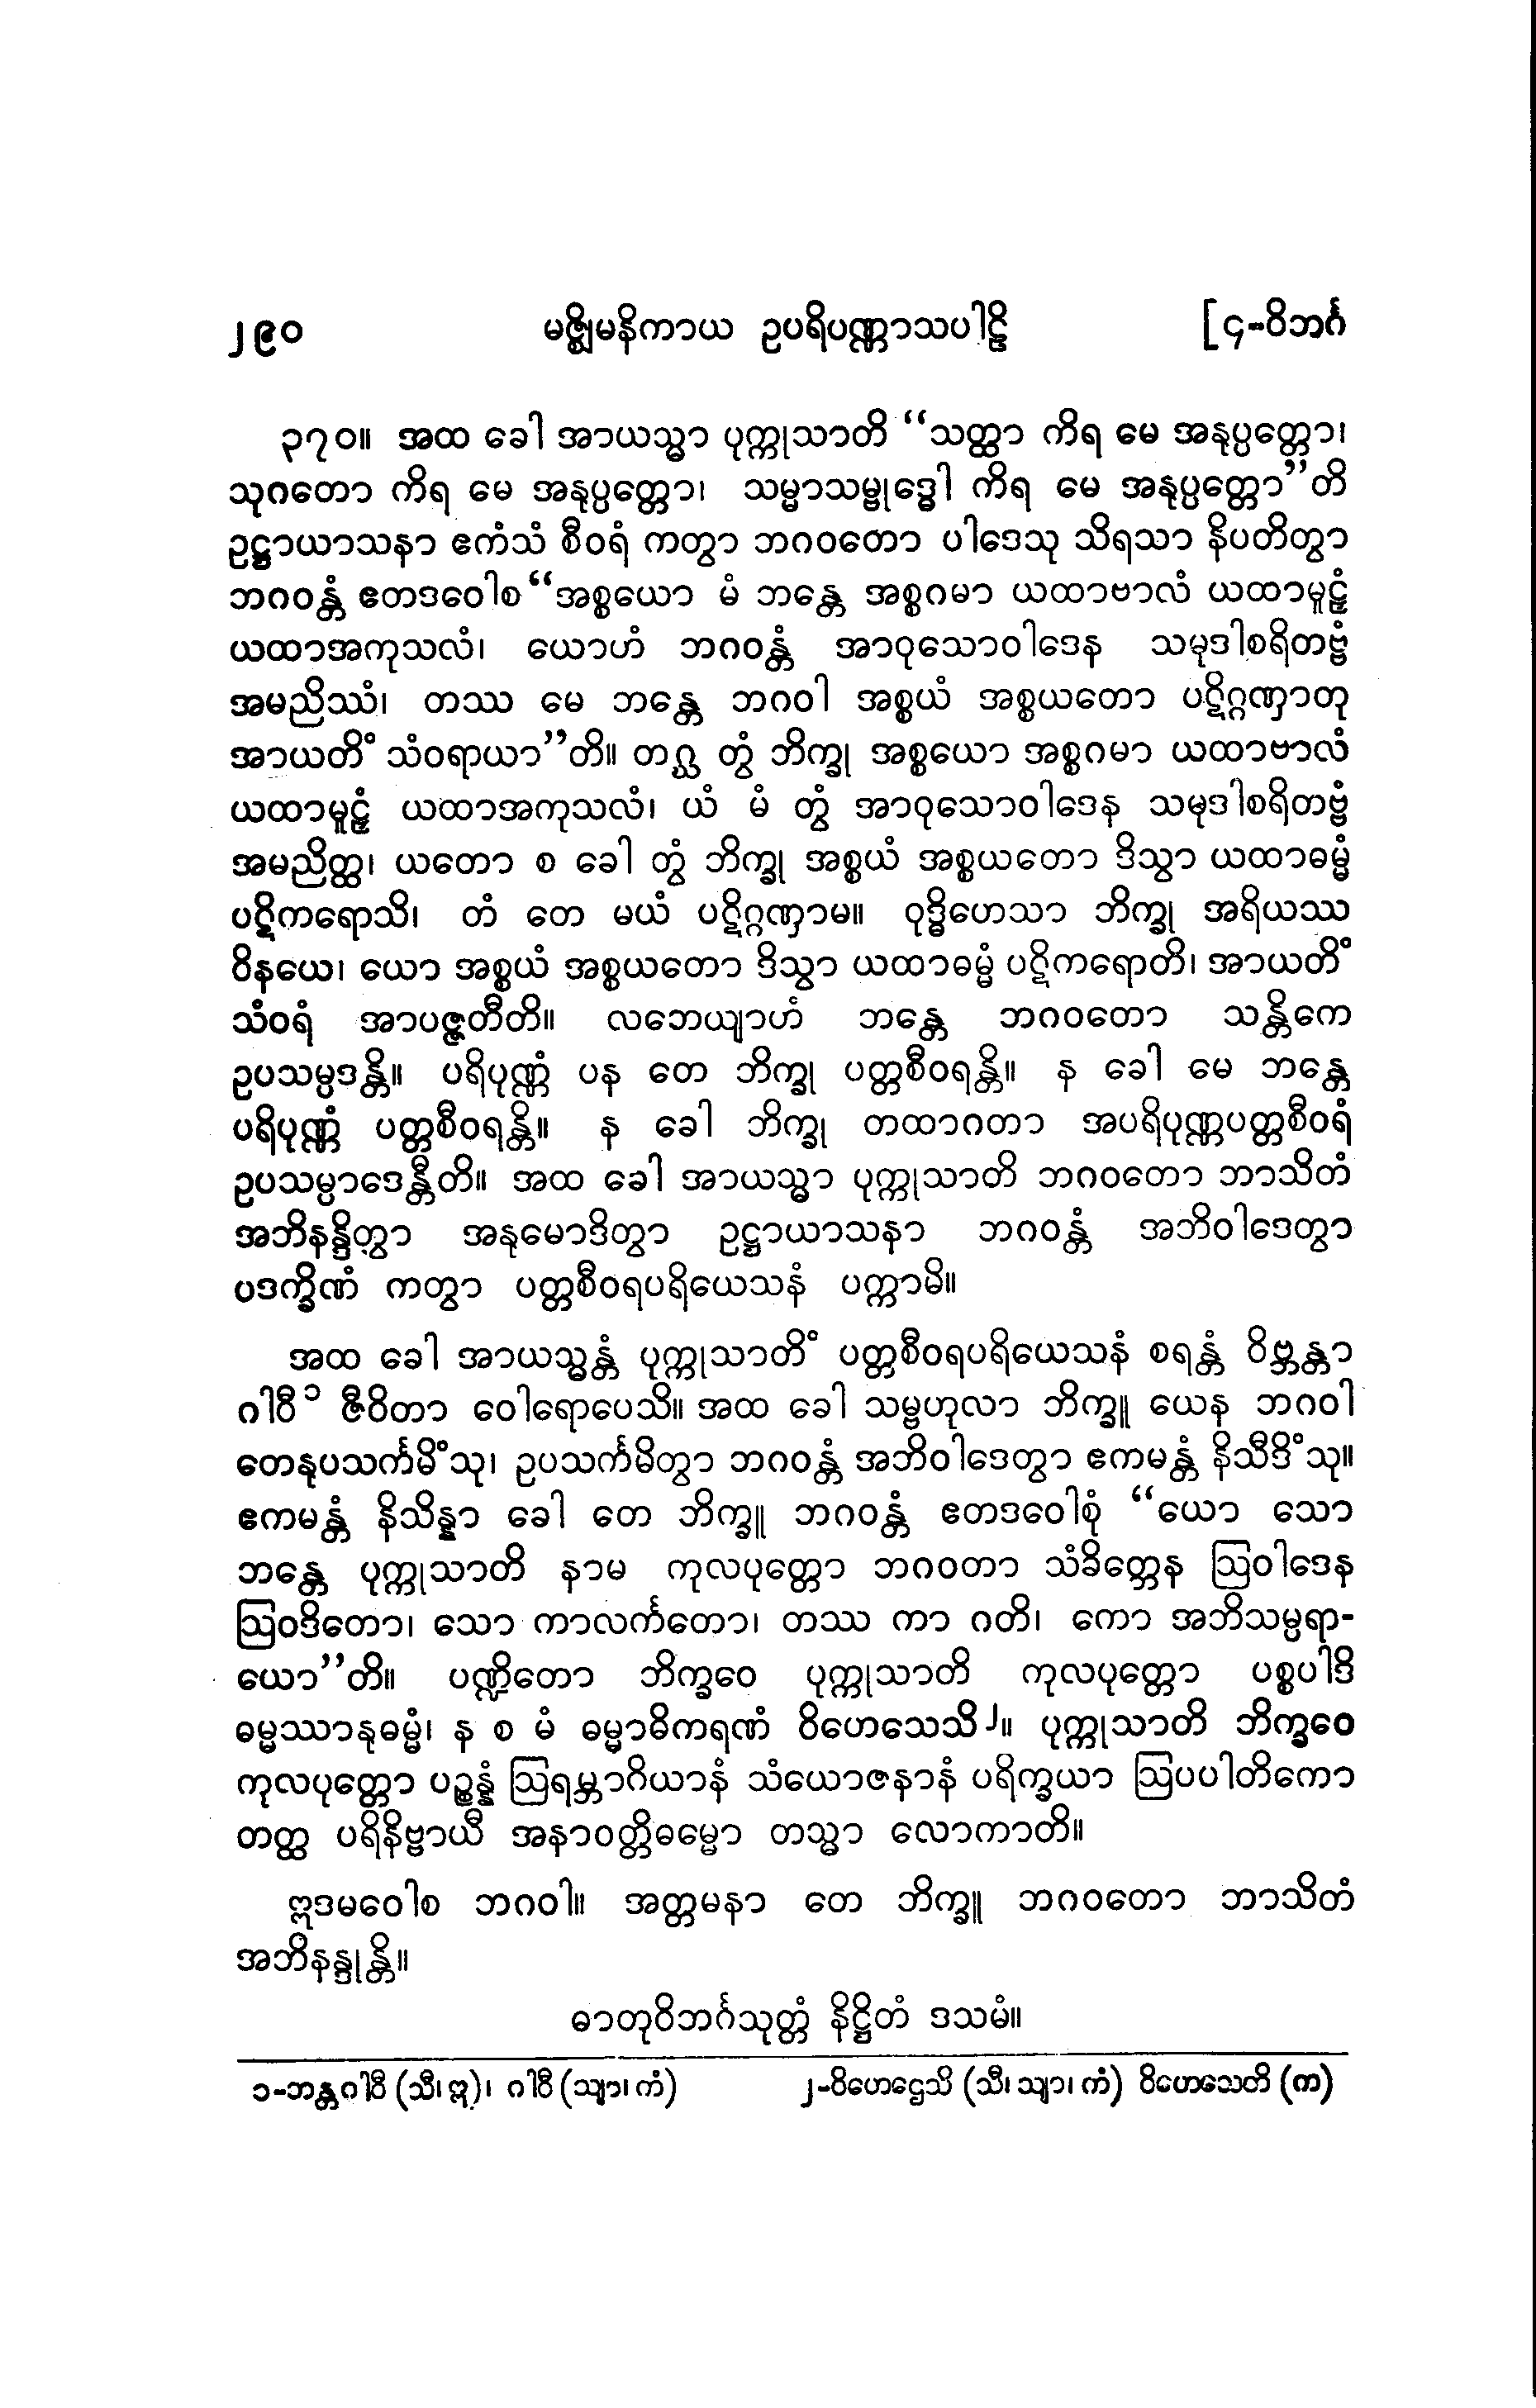 ၂၉၀ မဇ္ဈိမနိကာယ ဥပရိပဏ္ဏာသပါဠိ [၄-ဝိဘင်္ဂ
၃၇၀။ အထ ခေါ အာယသ္မာ ပုက္ကုသာတိ “သတ္ထာ ကိရ မေ အနုပ္ပတ္တော၊
သုဂတော ကိရ မေ အနုပ္ပတ္တော၊ သမ္မာသမ္ဗုဒ္ဓေါ ကိရ မေ အနုပ္ပတ္တော”တိ
ဥဋ္ဌာယာသနာ ဧကံသံ စီဝရံ ကတွာ ဘဂဝတော ပါဒေသု သိရသာ နိပတိတွာ
ဘဂဝန္တံ ဧတဒဝေါစ“အစ္စယော မံ ဘန္တေ အစ္စဂမာ ယထာဗာလံ ယထာမူဠှံ
ယထာအကုသလံ၊ ယောဟံ ဘဂဝန္တံ အာဝုသောဝါဒေန သမုဒါစရိတဗ္ဗံ
အမညိဿံ၊ တဿ မေ ဘန္တေ ဘဂဝါ အစ္စယံ အစ္စယတော ပဋိဂ္ဂဏှာတု
အာယတိံ သံဝရာယာ”တိ။ တဂ္ဃ တွံ ဘိက္ခု အစ္စယော အစ္စဂမာ ယထာဗာလံ
ယထာမူဠှံ ယထာအကုသလံ၊ ယံ မံ တွံ အာဝုသောဝါဒေန သမုဒါစရိတဗ္ဗံ
အမညိတ္ထ၊ ယတော စ ခေါ တွံ ဘိက္ခု အစ္စယံ အစ္စယတော ဒိသွာ ယထာဓမ္မံ
ပဋိကရောသိ၊ တံ တေ မယံ ပဋိဂ္ဂဏှာမ။ ဝုဒ္ဓိဟေသာ ဘိက္ခု အရိယဿ
ဝိနယေ၊ ယော အစ္စယံ အစ္စယတော ဒိသွာ ယထာဓမ္မံ ပဋိကရောတိ၊ အာယတိံ
သံဝရံ အာပဇ္ဇတီတိ။ လဘေယျာဟံ ဘန္တေ ဘဂဝတော သန္တိကေ
ဥပသမ္ပဒန္တိ။ ပရိပုဏ္ဏံ ပန တေ ဘိက္ခု ပတ္တစီဝရန္တိ။ န ခေါ မေ ဘန္တေ
ပရိပုဏ္ဏံ ပတ္တစီဝရန္တိ။ န ခေါ ဘိက္ခု တထာဂတာ အပရိပုဏ္ဏပတ္တစီဝရံ
ဥပသမ္ပာဒေန္တီတိ။ အထ ခေါ အာယသ္မာ ပုက္ကုသာတိ ဘဂဝတော ဘာသိတံ
အဘိနန္ဒိတွာ အနုမောဒိတွာ ဥဋ္ဌာယာသနာ ဘဂဝန္တံ အဘိဝါဒေတွာ
ပဒက္ခိဏံ ကတွာ ပတ္တစီဝရပရိယေသနံ ပက္ကာမိ။
အထ ခေါ အာယသ္မန္တံ ပုက္ကုသာတိံ ပတ္တစီဝရပရိယေသနံ စရန္တံ ဝိဗ္ဘန္တာ
ဂါဝီ ၁ ဇီဝိတာ ဝေါရောပေသိ။ အထ ခေါ သမ္ဗဟုလာ ဘိက္ခူ ယေန ဘဂဝါ
တေနုပသင်္ကမိံသု၊ ဥပသင်္ကမိတွာ ဘဂဝန္တံ အဘိဝါဒေတွာ ဧကမန္တံ နိသီဒိံသု။
ဧကမန္တံ နိသိန္နာ ခေါ တေ ဘိက္ခူ ဘဂဝန္တံ ဧတဒဝေါစုံ “ယော သော
ဘန္တေ ပုက္ကုသာတိ နာမ ကုလပုတ္တော ဘဂဝတာ သံခိတ္တေန ဩဝါဒေန
ဩဝဒိတော၊ သော ကာလင်္ကတော၊ တဿ ကာ ဂတိ၊ ကော အဘိသမ္ပရာ-
ယော”တိ။ ပဏ္ဍိတော ဘိက္ခဝေ ပုက္ကုသာတိ ကုလပုတ္တော ပစ္စပါဒိ
ဓမ္မဿာနုဓမ္မံ၊ န စ မံ ဓမ္မာဓိကရဏံ ဝိဟေသေသိ၂။ ပုက္ကုသာတိ ဘိက္ခဝေ
ကုလပုတ္တော ပဉ္စန္နံ ဩရမ္ဘာဂိယာနံ သံယောဇနာနံ ပရိက္ခယာ ဩပပါတိကော
တတ္ထ ပရိနိဗ္ဗာယီ အနာဝတ္တိဓမ္မော တသ္မာ လောကာတိ။
ဣဒမဝေါစ ဘဂဝါ။ အတ္တမနာ တေ ဘိက္ခူ ဘဂဝတော ဘာသိတံ
အဘိနန္ဒုန္တိ။
ဓာတုဝိဘင်္ဂသုတ္တံ နိဋ္ဌိတံ ဒသမံ။
၁-ဘန္တဂါဝီ (သီ၊ ဣ)၊ ဂါဝီ (သျာ၊ ကံ) ၂-ဝိဟေဌေသိ (သီ၊ သျာ၊ ကံ) ဝိဟေသေတိ (က)